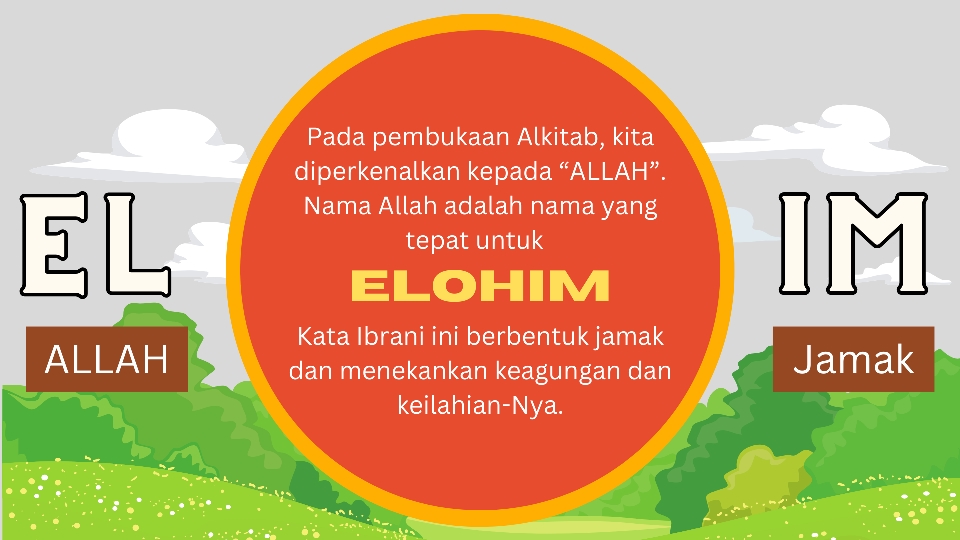 EL
ALLAH
Pada pembukaan Alkitab, kita
diperkenalkan kepada “ALLAH”.
Nama Allah adalah nama yang
tepat untuk
ELOHIM
Kata Ibrani ini berbentuk jamak
dan menekankan keagungan dan
keilahian-Nya.
IM
Jamak